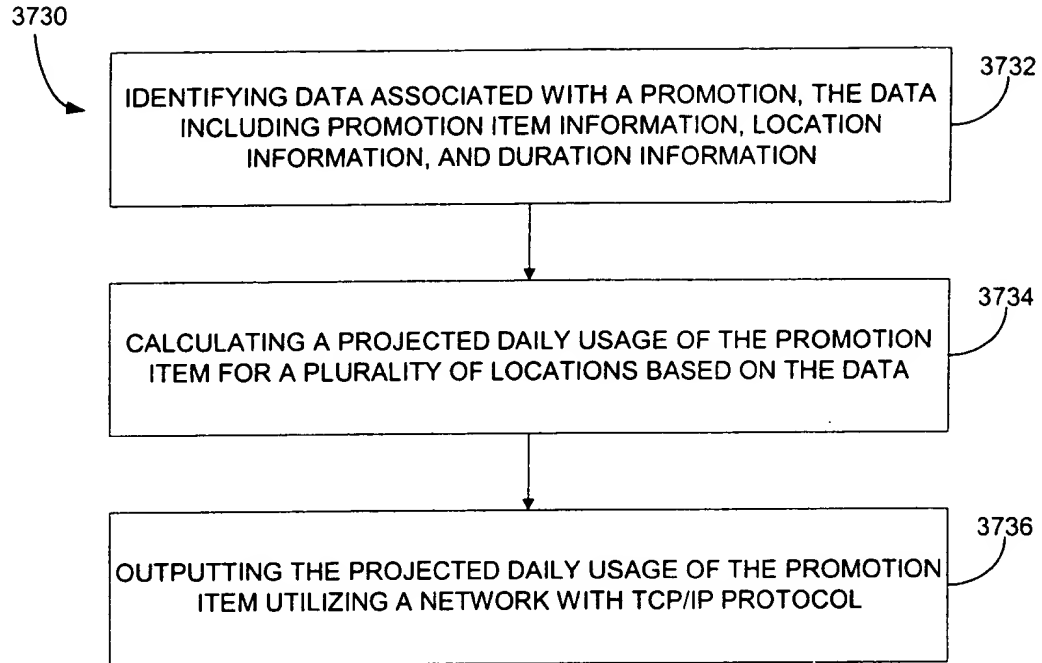 3730
3732
IDENTIFYING DATA ASSOCIATED WITH A PROMOTION, THE DATA
INCLUDING PROMOTION ITEM INFORMATION, LOCATION
INFORMATION, AND DURATION INFORMATION
3734
CALCULATING A PROJECTED DAILY USAGE OF THE PROMOTION
ITEM FOR A PLURALITY OF LOCATIONS BASED ON THE DATA
3736
OUTPUTTING THE PROJECTED DAILY USAGE OF THE PROMOTION
ITEM UTILIZING A NETWORK WITH TCP/IP PROTOCOL